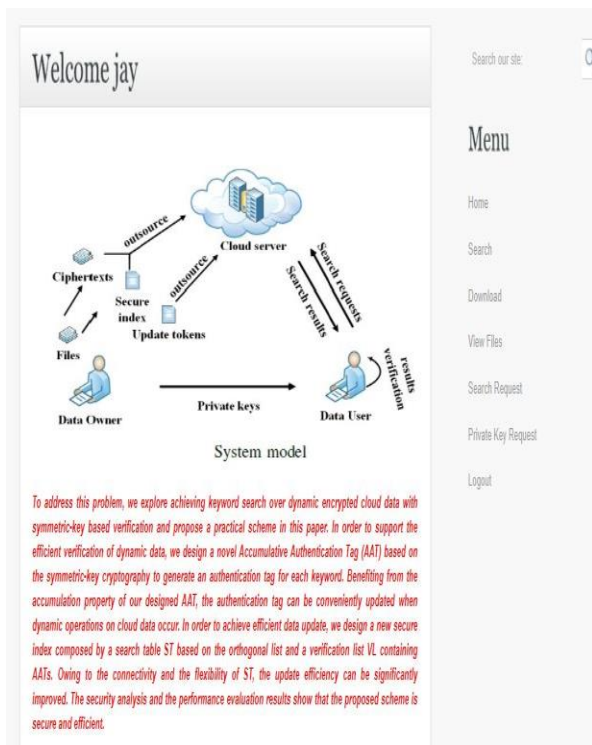 Welcome jay
Search our site:
Menu
Home
Search
Download
View Files
Search Request
Private Key Request
Logout
outsource
Cloud server
Ciphertexts
Secure
index
outsource
Update tokens
Search results
Search requests
Files
Data Owner
Private keys
Data User
results
verification
System model
To address this problem, we explore achieving keyword search over dynamic encrypted cloud data with
symmetric-key based verification and propose a practical scheme in this paper. In order to support the
efficient verification of dynamic data, we design a novel Accumulative Authentication Tag (AAT) based on
the symmetric-key cryptography to generate an authentication tag for each keyword. Benefiting from the
accumulation property of our designed AAT, the authentication tag can be conveniently updated when
dynamic operations on cloud data occur. In order to achieve efficient data update, we design a new secure
index composed by a search table ST based on the orthogonal list and a verification list VL containing
AATs. Owing to the connectivity and the flexibility of ST, the update efficiency can be significantly
improved. The security analysis and the performance evaluation results show that the proposed scheme is
secure and efficient.